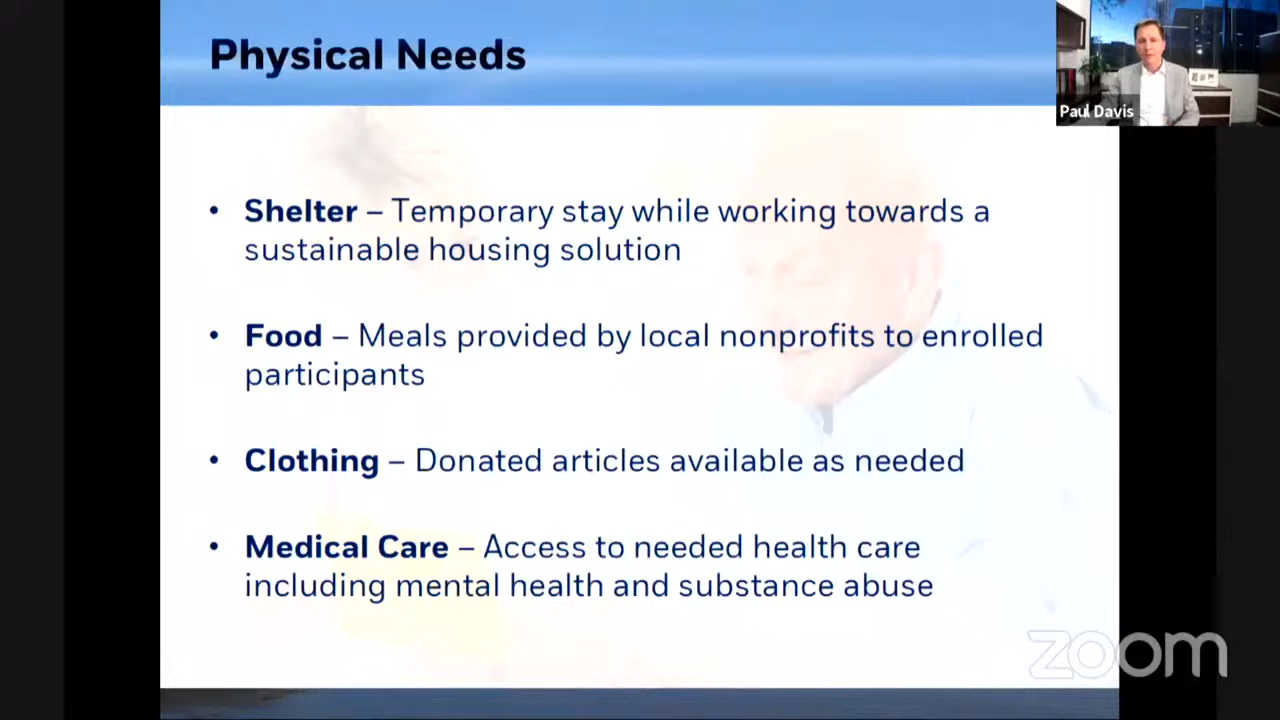 Physical Needs
Paul Davis
• Shelter – Temporary stay while working towards a
sustainable housing solution
• Food – Meals provided by local nonprofits to enrolled
participants
• Clothing – Donated articles available as needed
• Medical Care – Access to needed health care
including mental health and substance abuse
zoom